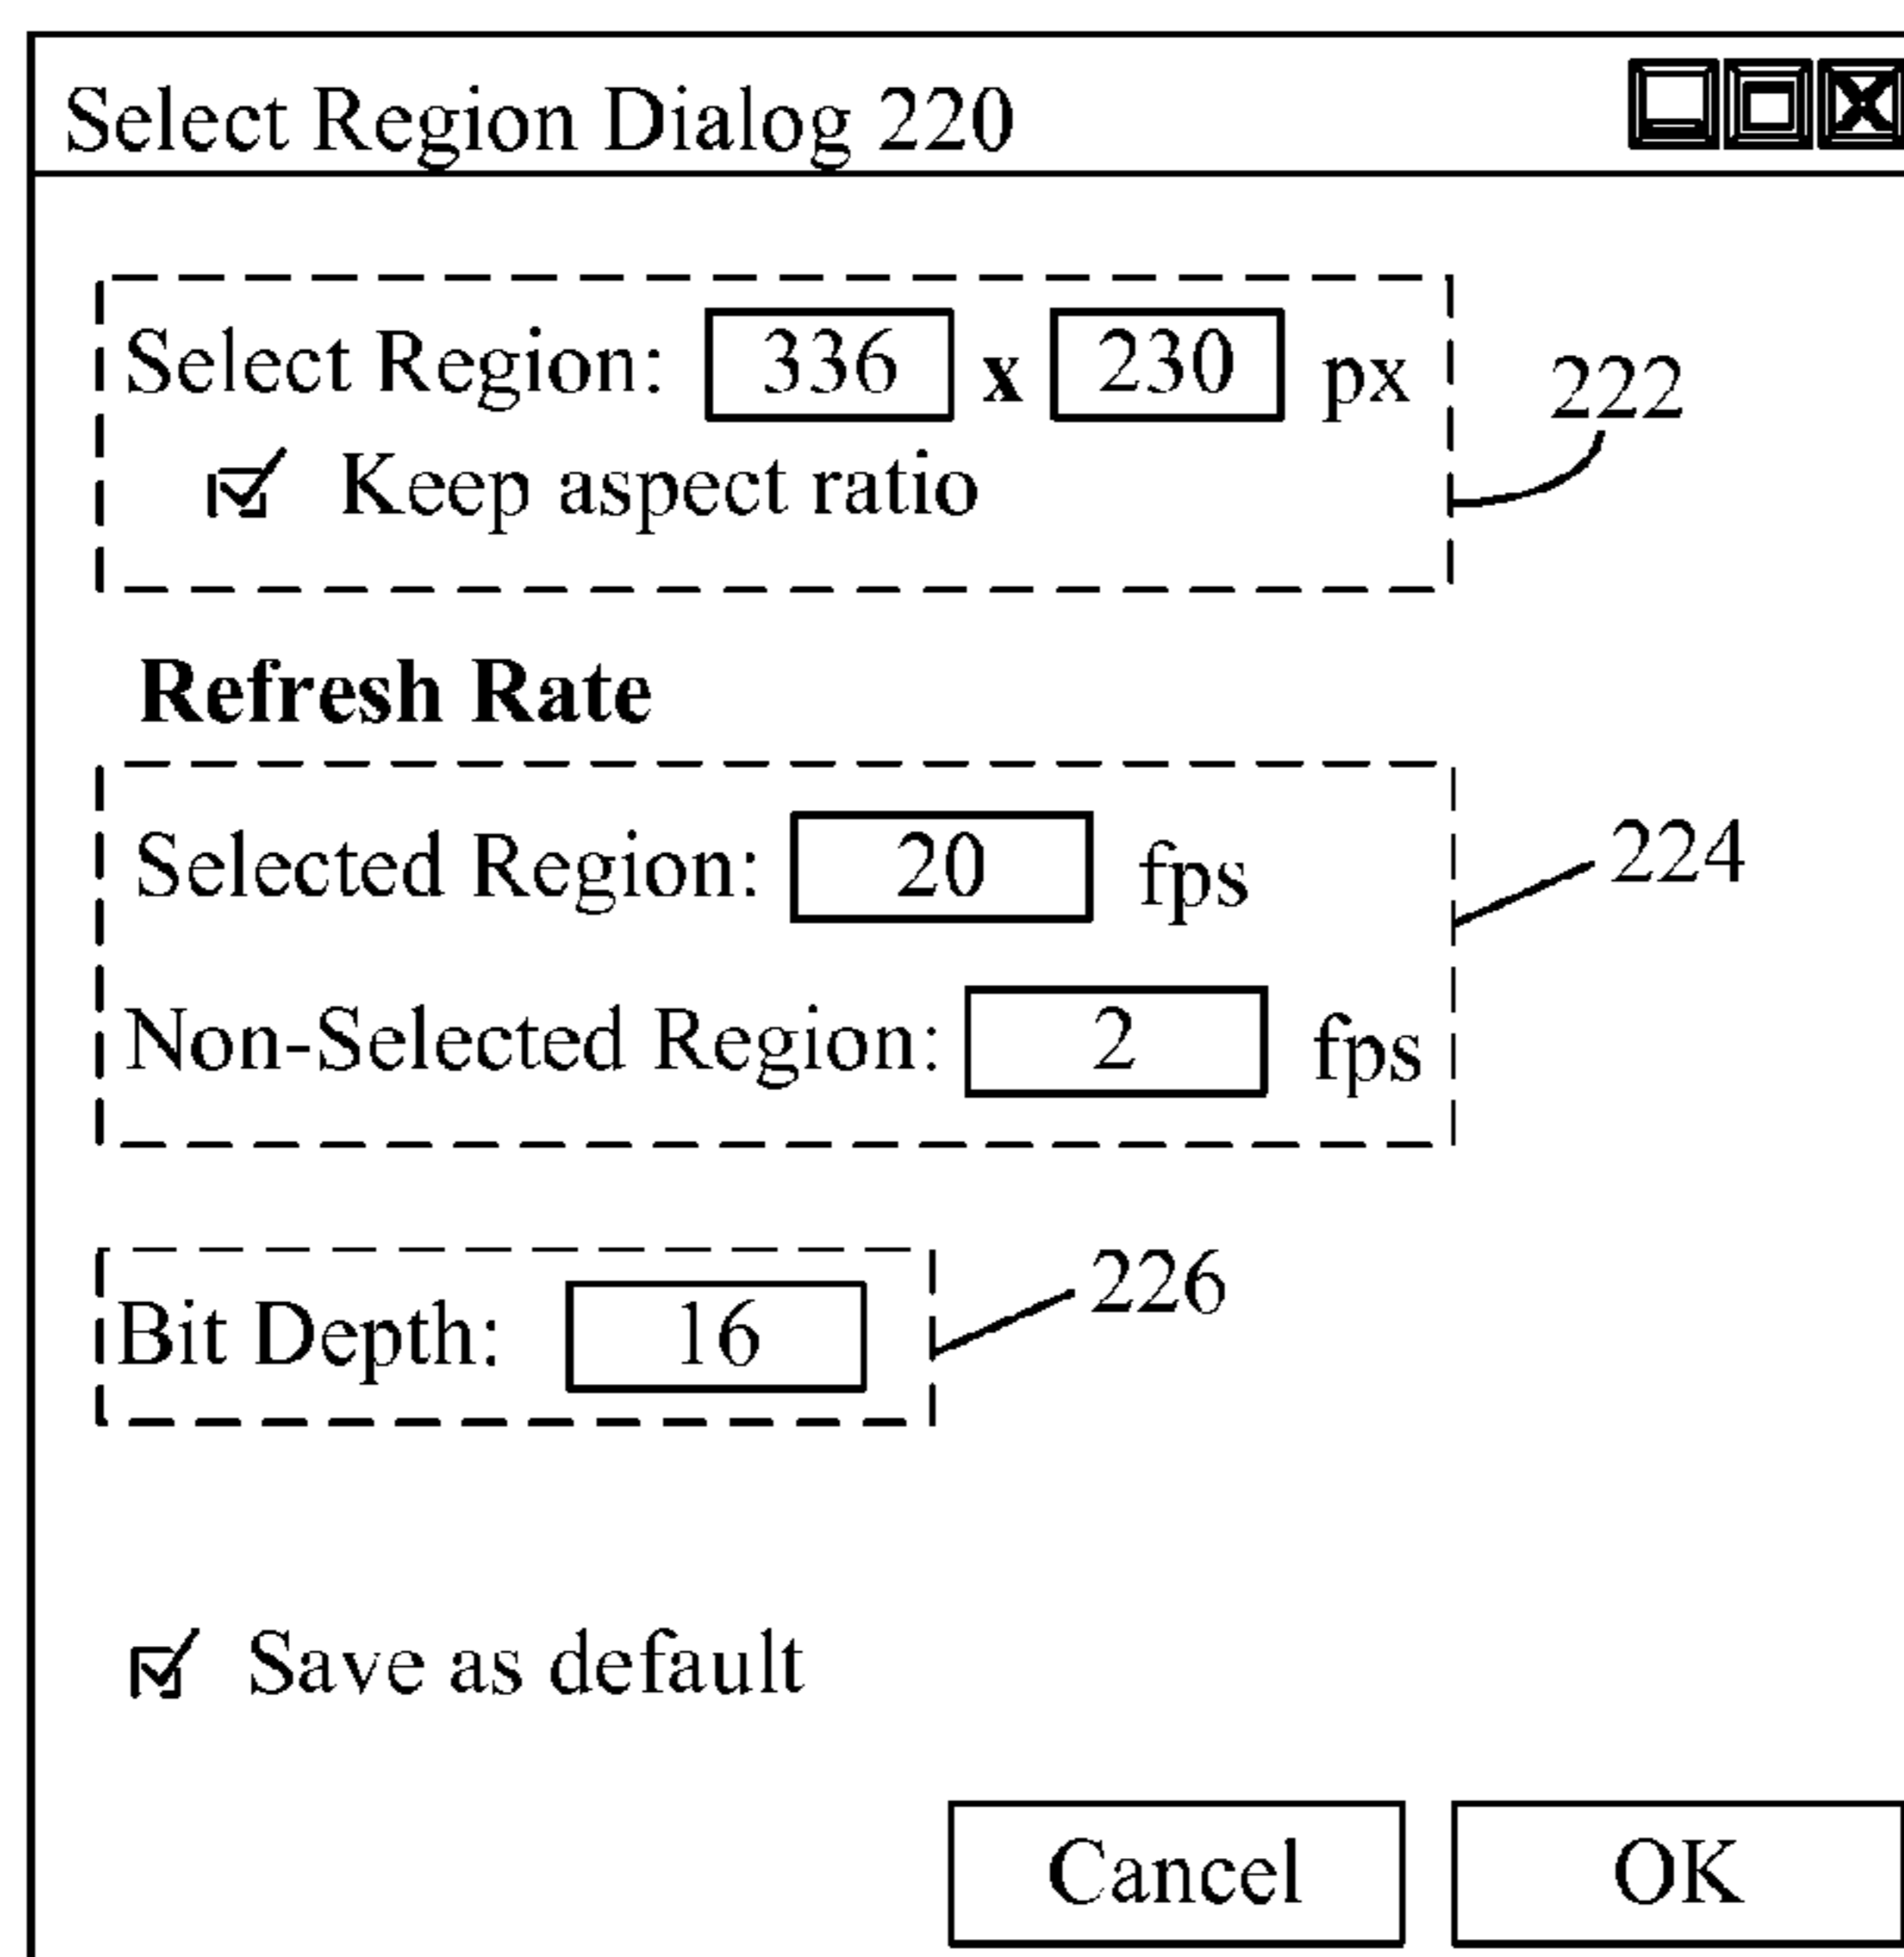 Select Region Dialog 220
Select Region: 336 x 230 px
222
Keep aspect ratio
Refresh Rate
Selected Region: 20 fps
224
Non-Selected Region: 2 fps
Bit Depth: 16
226
Save as default
Cancel OK